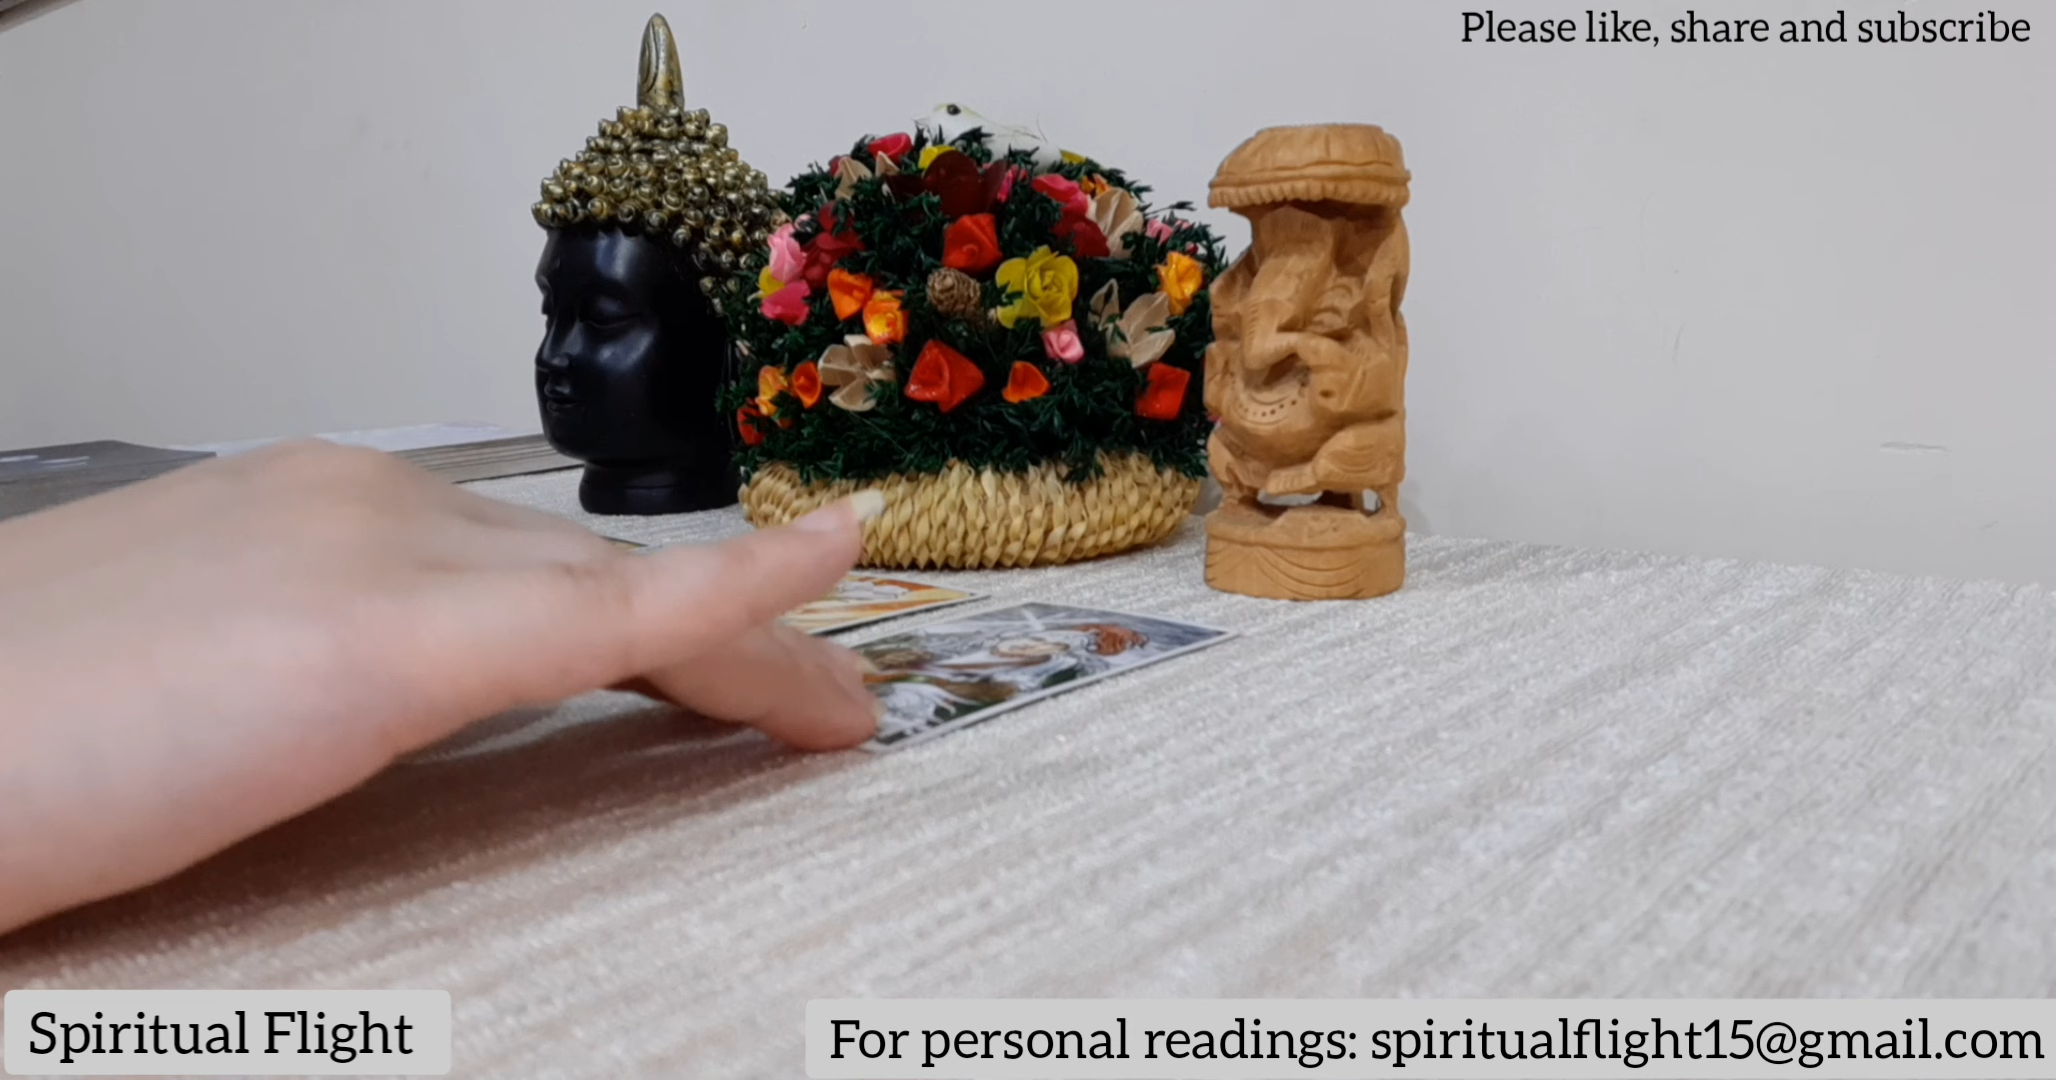 Please like, share and subscribe
Spiritual Flight
For personal readings: spiritualflight15@gmail.com